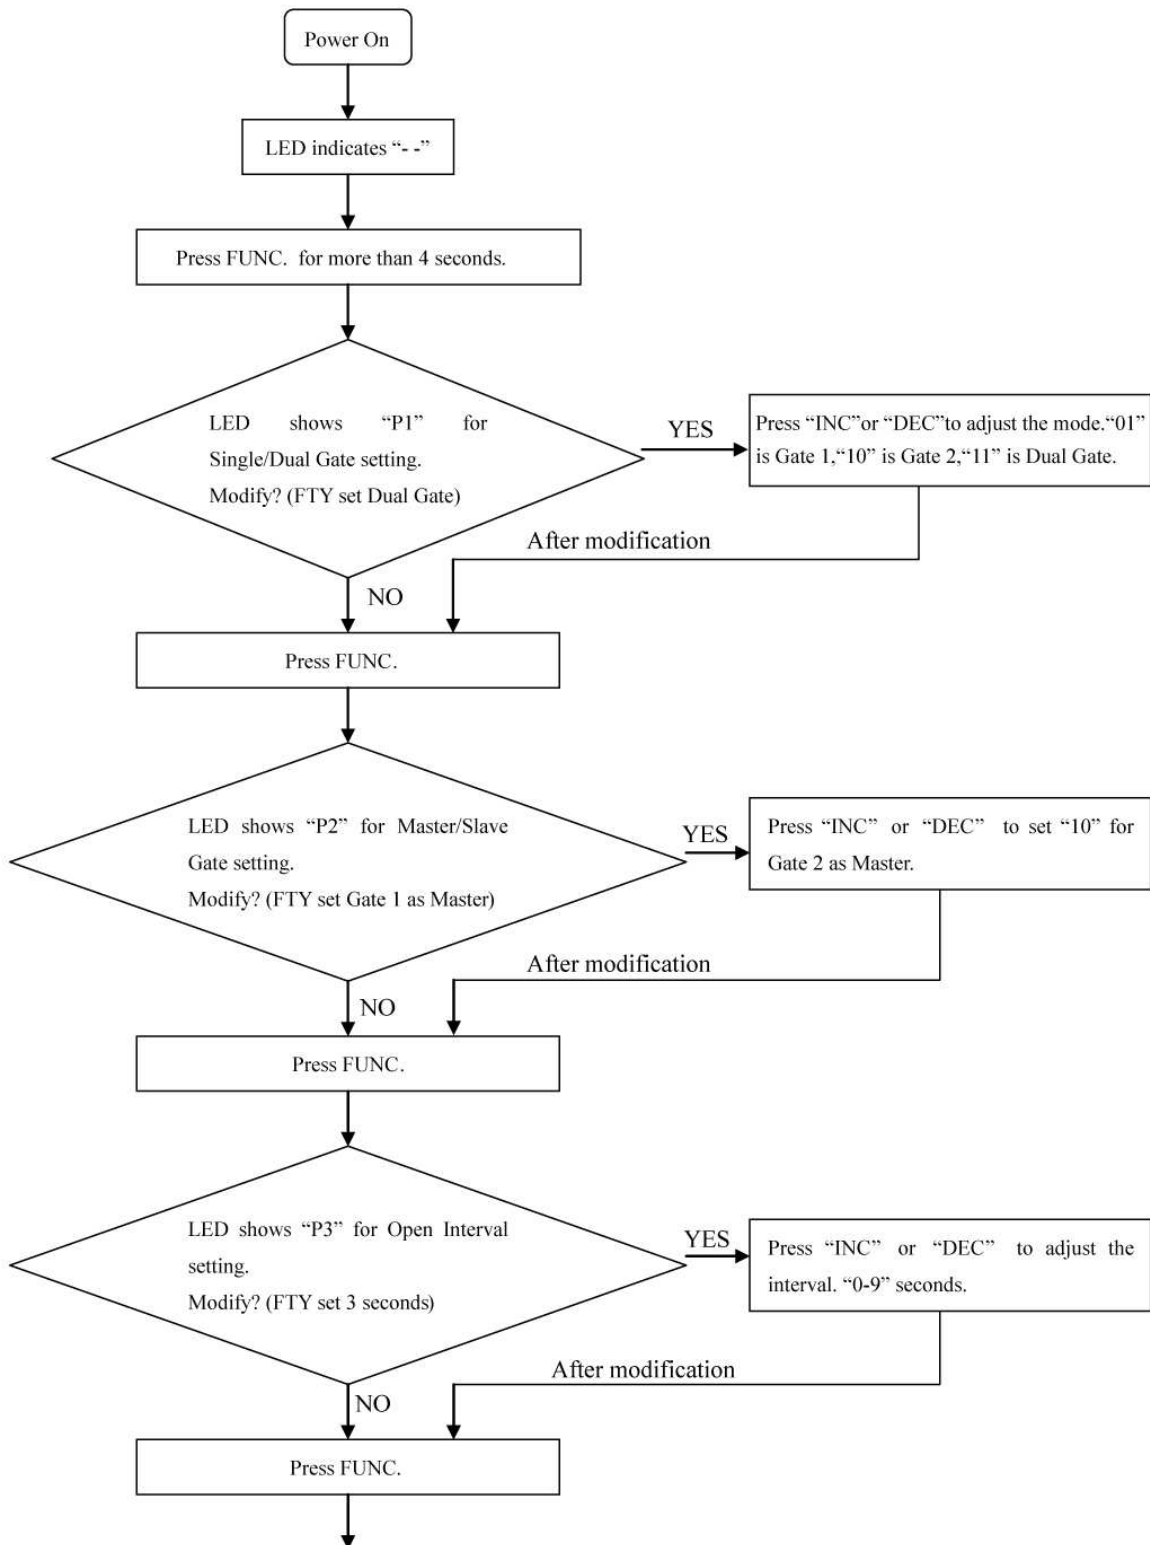 Power On
LED indicates “- -”
Press FUNC. for more than 4 seconds.
LED shows “P1” for
Single/Dual Gate setting.
Modify? (FTY set Dual Gate)
YES
Press “INC”or “DEC”to adjust the mode.“01”
is Gate 1,“10” is Gate 2,“11” is Dual Gate.
After modification
NO
Press FUNC.
LED shows “P2” for Master/Slave
Gate setting.
Modify? (FTY set Gate 1 as Master)
YES
Press “INC” or “DEC” to set “10” for
Gate 2 as Master.
After modification
NO
Press FUNC.
LED shows “P3” for Open Interval
setting.
Modify? (FTY set 3 seconds)
YES
Press “INC” or “DEC” to adjust the
interval. “0-9” seconds.
After modification
NO
Press FUNC.